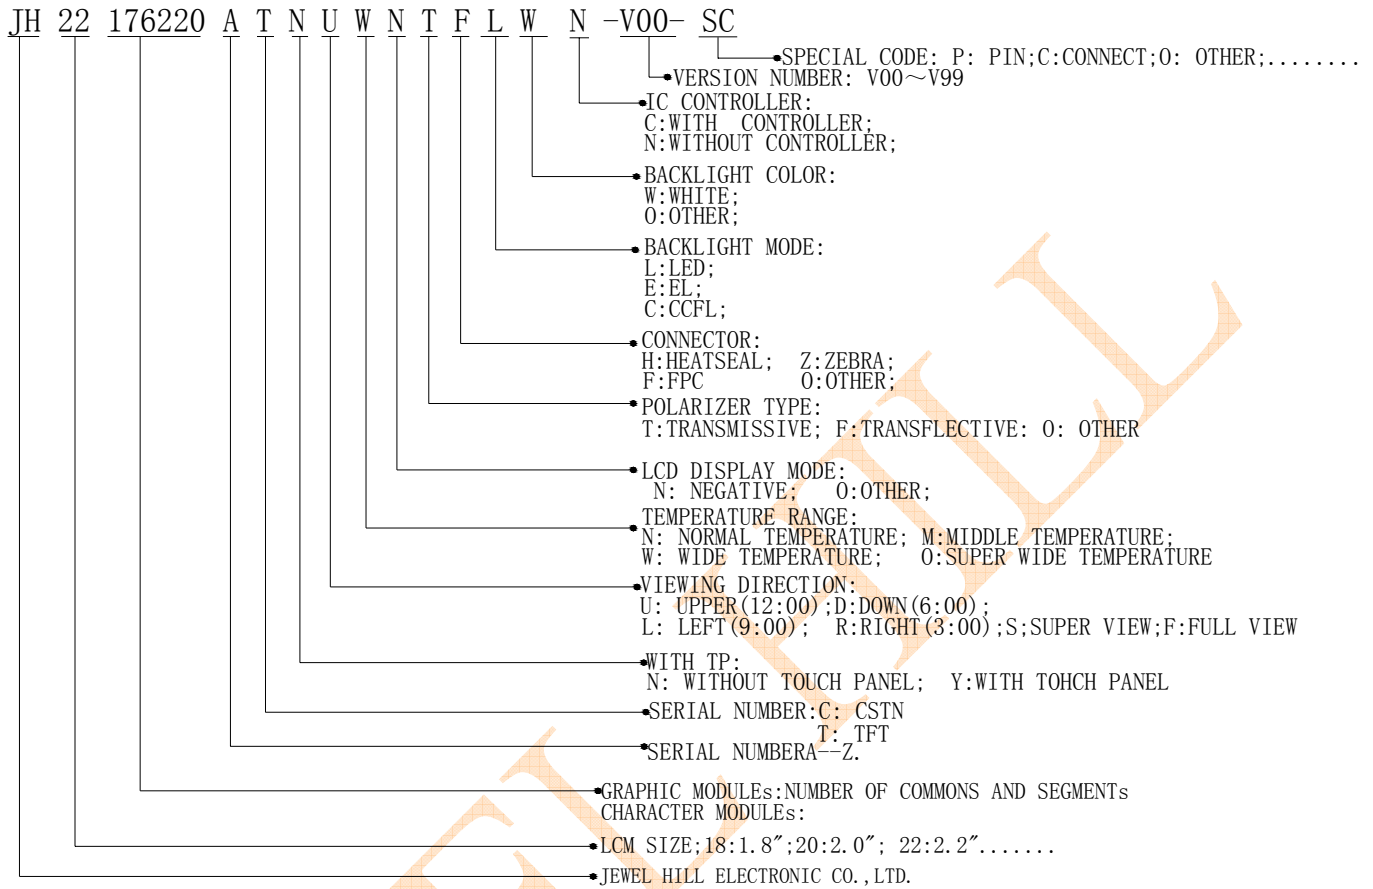 JH 22 176220 A T N U W N T F L W N -V00- SC
SPECIAL CODE: P: PIN;C:CONNECT;O: OTHER;........
VERSION NUMBER: V00~V99
IC CONTROLLER:
C:WITH CONTROLLER;
N:WITHOUT CONTROLLER;
BACKLIGHT COLOR:
W:WHITE;
O:OTHER;
BACKLIGHT MODE:
L:LED;
E:EL;
C:CCFL;
CONNECTOR:
H:HEATSEAL; Z:ZEBRA;
F:FPC O:OTHER;
POLARIZER TYPE:
T:TRANSMISSIVE; F:TRANSFLECTIVE: O: OTHER
LCD DISPLAY MODE:
N: NEGATIVE; O:OTHER;
TEMPERATURE RANGE:
N: NORMAL TEMPERATURE; M:MIDDLE TEMPERATURE;
W: WIDE TEMPERATURE; O:SUPER WIDE TEMPERATURE
VIEWING DIRECTION:
U: UPPER(12:00);D:DOWN(6:00);
L: LEFT(9:00); R:RIGHT(3:00);S;SUPER VIEW;F:FULL VIEW
WITH TP:
N: WITHOUT TOUCH PANEL; Y:WITH TOHCH PANEL
SERIAL NUMBER:C: CSTN
T: TFT
SERIAL NUMBERA--Z.
GRAPHIC MODULEs:NUMBER OF COMMONS AND SEGMENTs
CHARACTER MODULEs:
LCM SIZE;18:1.8″;20:2.0″; 22:2.2″.......
JEWEL HILL ELECTRONIC CO.,LTD.
EL HILL